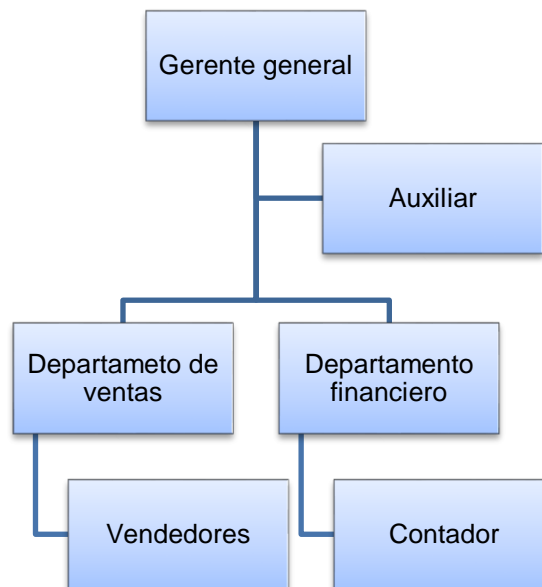 Gerente general
Auxiliar
Departameto de
ventas
Departamento
financiero
Vendedores
Contador